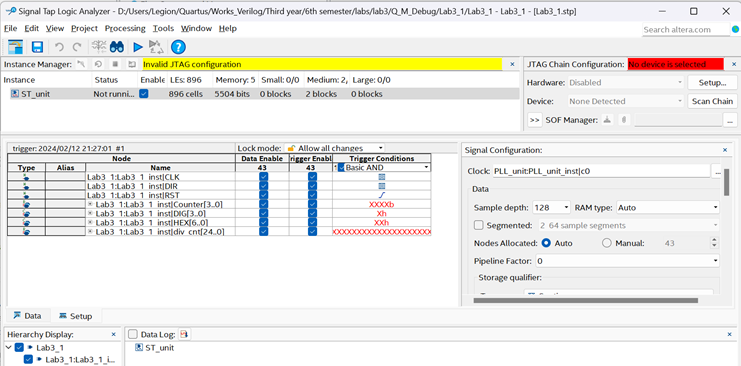 Signal Tap Logic Analyzer - D:/Users/Legion/Quartus/Works_Verilog/Third year/6th semester/labs/lab3/Q_M_Debug/Lab3_1/Lab3_1 - Lab3_1 - [Lab3_1.stp]
File Edit View Project Processing Tools Window Help
Search altera.com
Instance Manager: Invalid JTAG configuration
Instance Status Enable LEs: 896 Memory: 5 Small: 0/0 Medium: 2, Large: 0/0
ST_unit Not runni... 896 cells 5504 bits 0 blocks 2 blocks 0 blocks
JTAG Chain Configuration: No device is selected
Hardware: Disabled Setup...
Device: None Detected Scan Chain
>> SOF Manager: ...
trigger: 2024/02/12 21:27:01 #1 Lock mode: Allow all changes
Node Data Enable rigger Enabl Trigger Conditions
Type Alias Name 43 43 1 Basic AND
Lab3_1:Lab3_1_inst|CLK
Lab3_1:Lab3_1_inst|DIR
Lab3_1:Lab3_1_inst|RST
Lab3_1:Lab3_1_inst|Counter[3..0] XXXXb
Lab3_1:Lab3_1_inst|DIG[3..0] Xh
Lab3_1:Lab3_1_inst|HEX[6..0] XXh
Lab3_1:Lab3_1_inst|div_cnt[24..0] XXXXXXXXXXXXXXXXXXXX
Signal Configuration:
Clock: PLL_unit:PLL_unit_inst|c0 ...
Data
Sample depth: 128 RAM type: Auto
Segmented: 2 64 sample segments
Nodes Allocated: Auto Manual: 43
Pipeline Factor: 0
Storage qualifier:
Data Setup
Hierarchy Display: Data Log:
Lab3_1 ST_unit
Lab3_1:Lab3_1_i...